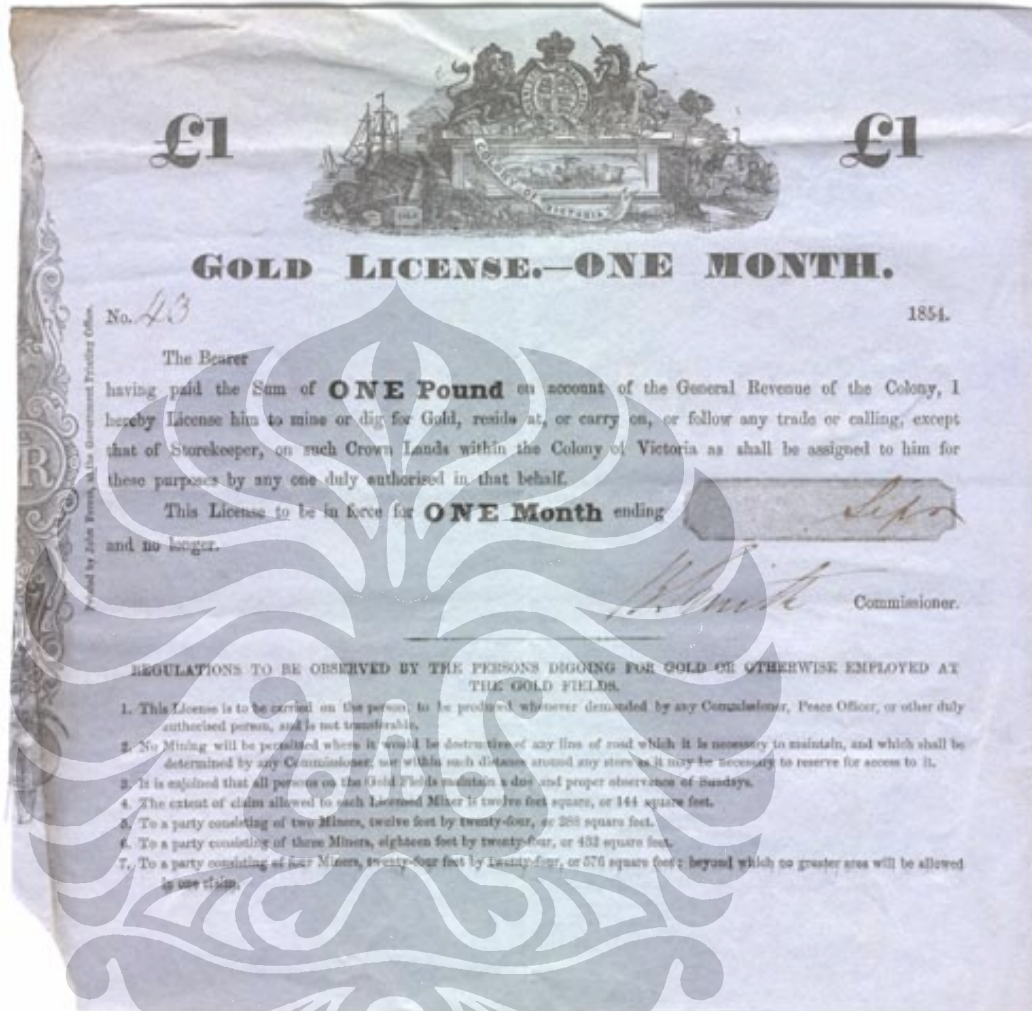 £1 £1
COLONY OF VICTORIA
GOLD LICENSE.—ONE MONTH.
No. 43 1854.
The Bearer
having paid the Sum of ONE Pound on account of the General Revenue of the Colony, I
hereby License him to mine or dig for Gold, reside at, or carry on, or follow any trade or calling, except
that of Storekeeper, on such Crown Lands within the Colony of Victoria as shall be assigned to him for
these purposes by any one duly authorised in that behalf.
This License to be in force for ONE Month ending
and no longer.
Commissioner.
REGULATIONS TO BE OBSERVED BY THE PERSONS DIGGING FOR GOLD OR OTHERWISE EMPLOYED AT
THE GOLD FIELDS.
1. This License is to be carried on the person, to be produced whenever demanded by any Commissioner, Peace Officer, or other duly
authorised person, and is not transferable.
2. No Mining will be permitted where it would be destructive of any line of road which it is necessary to maintain, and which shall be
determined by any Commissioner, nor within such distance around any store as it may be necessary to reserve for access to it.
3. It is enjoined that all persons on the Gold Fields maintain a due and proper observance of Sundays.
4. The extent of claim allowed to each Licensed Miner is twelve feet square, or 144 square feet.
5. To a party consisting of two Miners, twelve feet by twenty-four, or 288 square feet.
6. To a party consisting of three Miners, eighteen feet by twenty-four, or 432 square feet.
7. To a party consisting of four Miners, twenty-four feet by twenty-four, or 576 square feet; beyond which no greater area will be allowed
in one claim.
Printed by John Ferres, at the Government Printing Office.
R